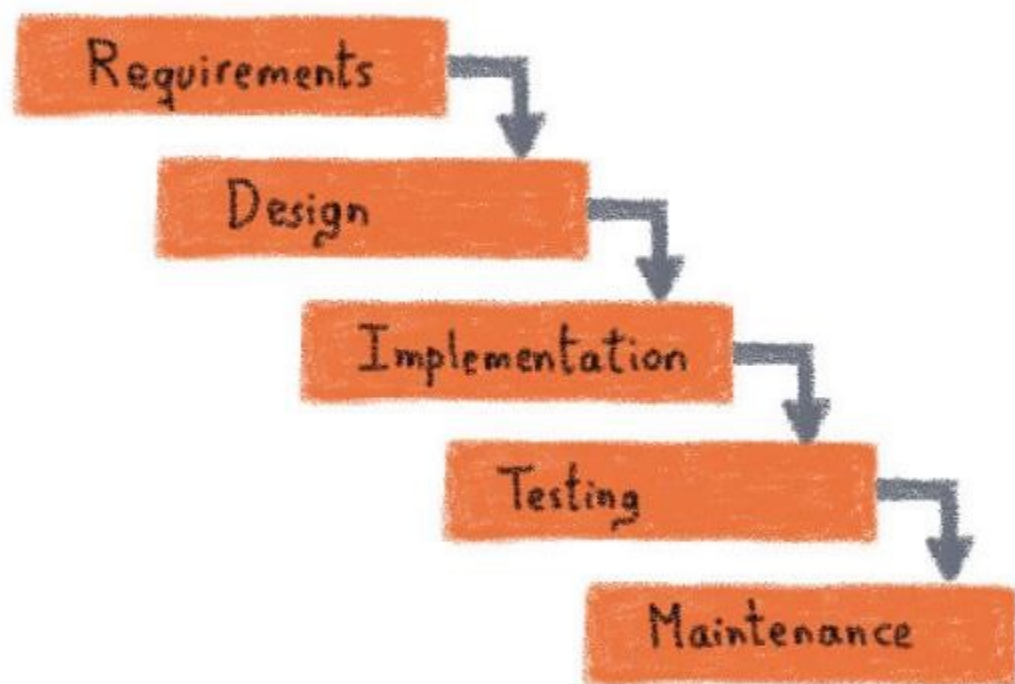 Requirements
Design
Implementation
Testing
Maintenance